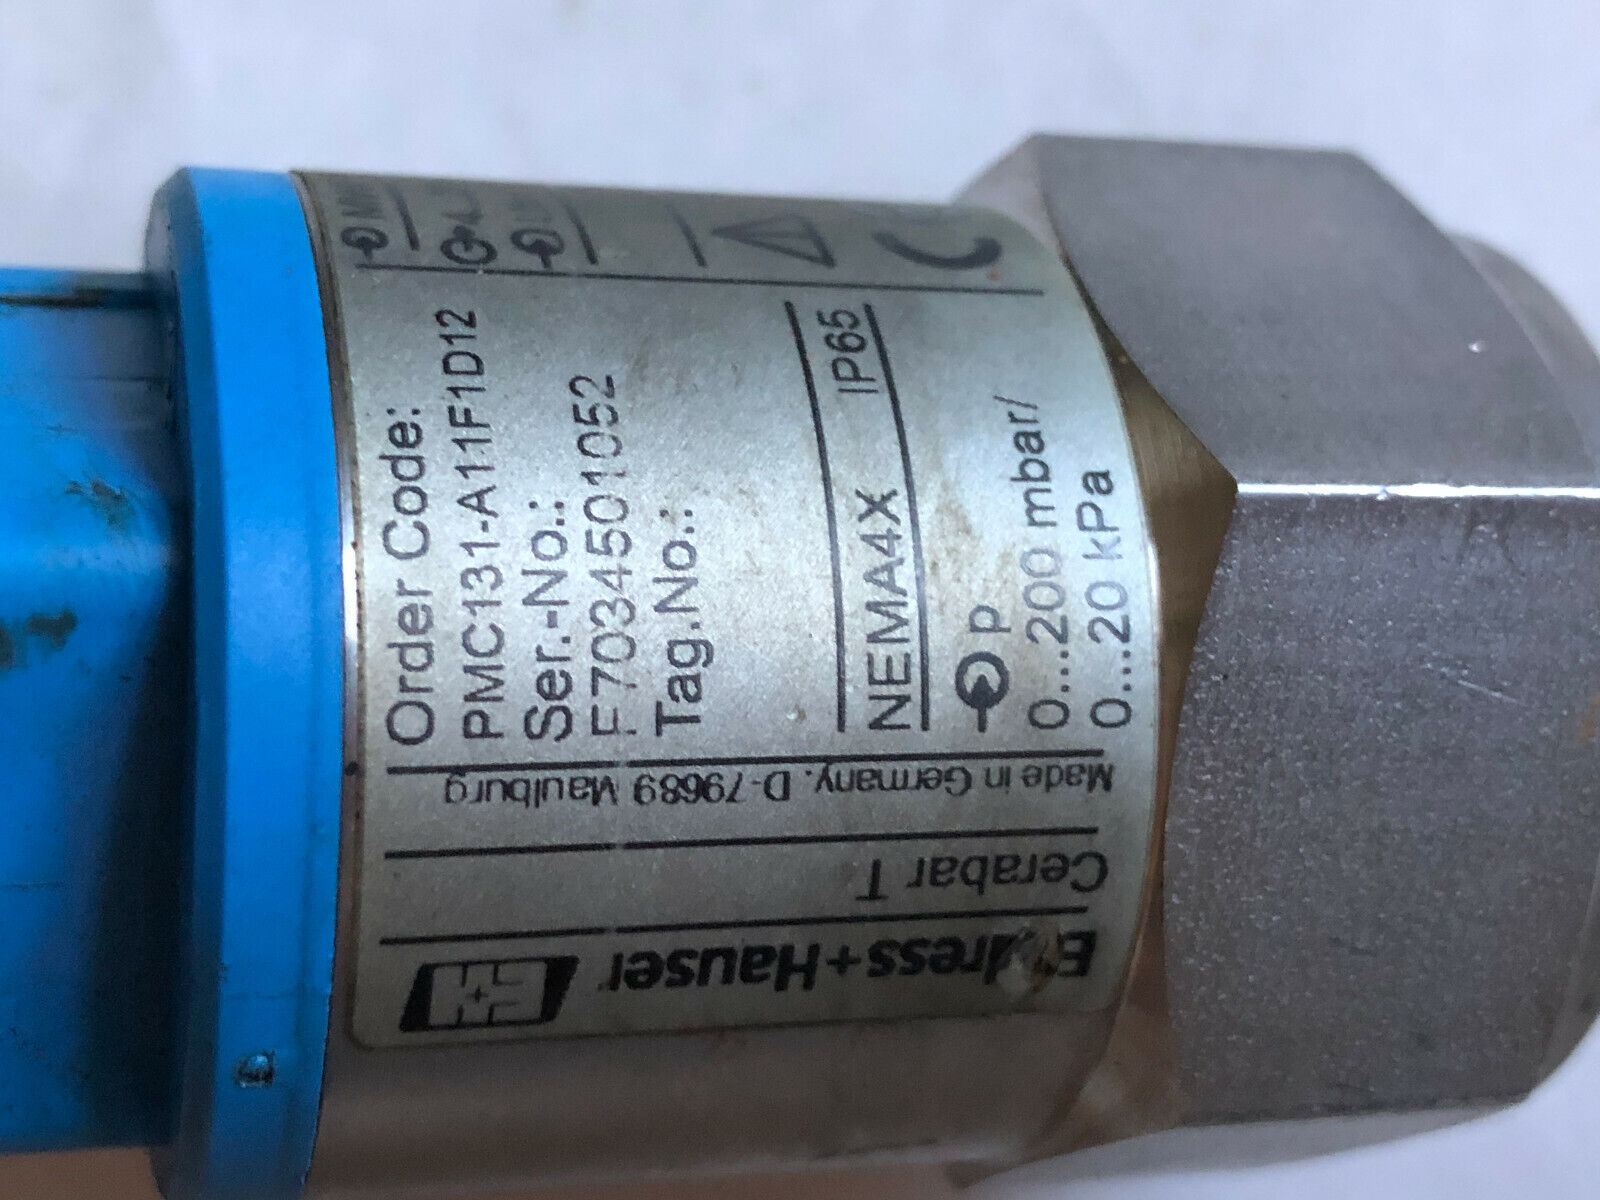 Endress+Hauser
Cerabar T
Made in Germany. D-79689 Maulburg
Order Code:
PMC131-A11F1D12
Ser.-No.:
F7034501052
Tag.No.:
NEMA4X IP65
p
0...200 mbar/
0...20 kPa